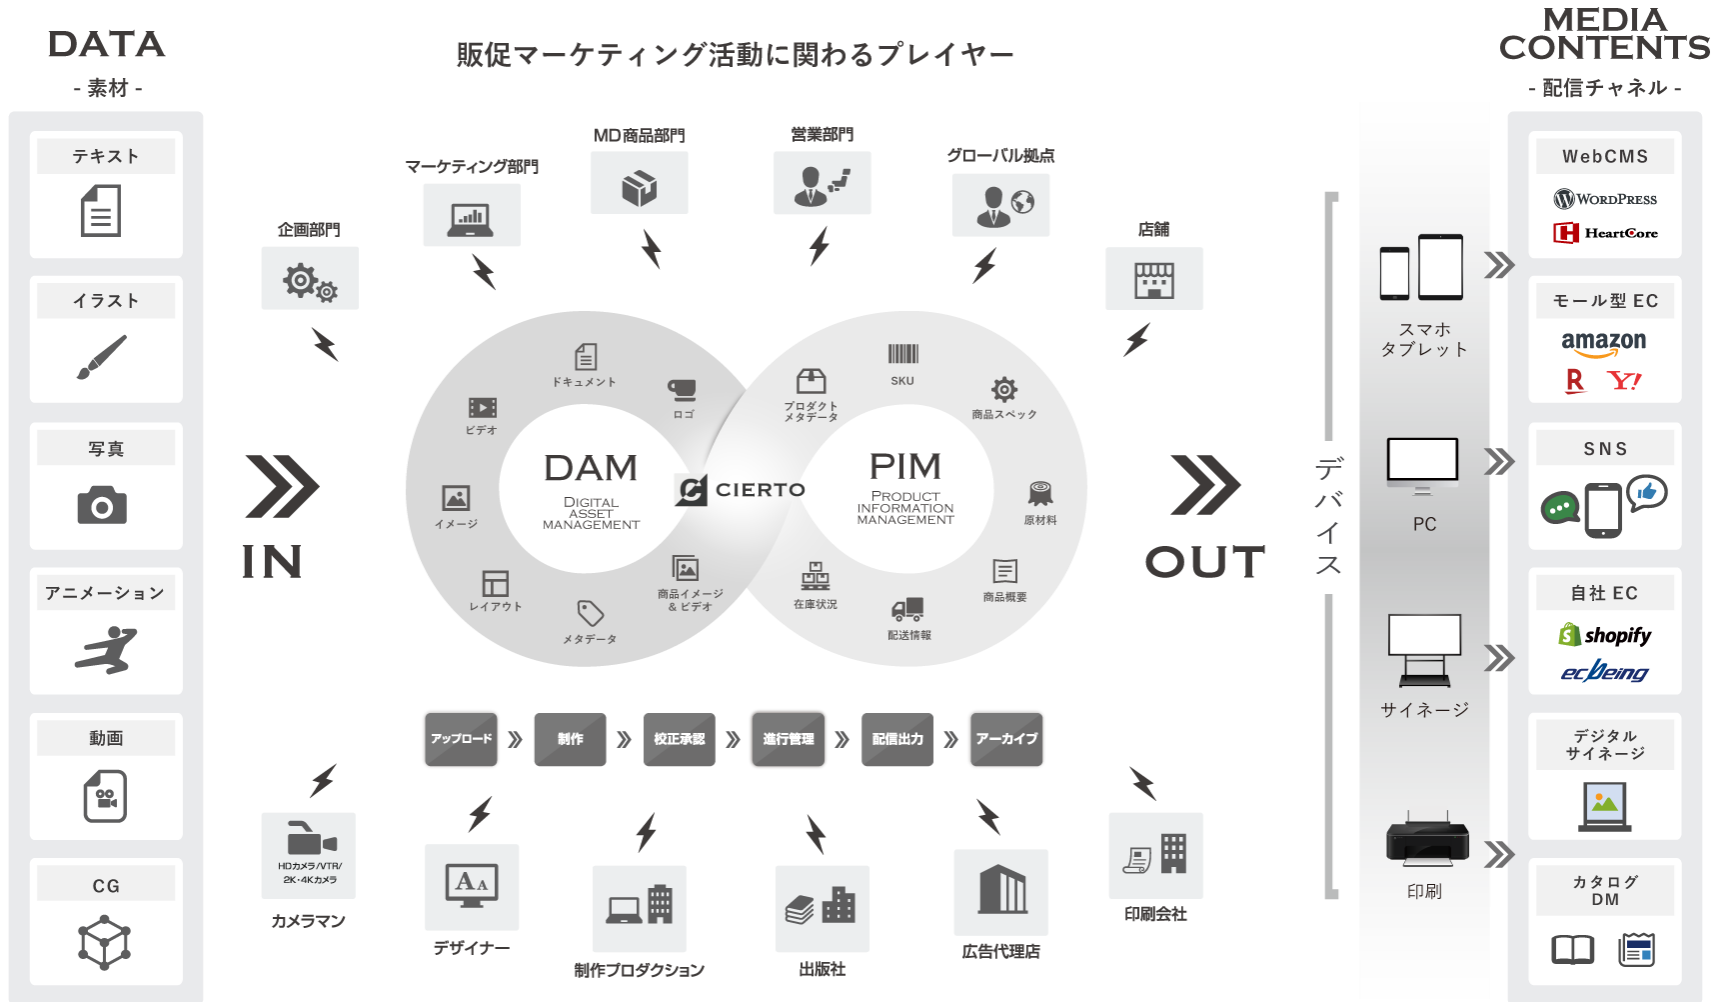 DATA
- 素材 -
テキスト
イラスト
写真
アニメーション
動画
CG
販促マーケティング活動に関わるプレイヤー
企画部門
マーケティング部門
MD商品部門
営業部門
グローバル拠点
店舗
IN
ドキュメント
ロゴ
ビデオ
イメージ
レイアウト
メタデータ
商品イメージ
& ビデオ
DAM
DIGITAL
ASSET
MANAGEMENT
CIERTO
PIM
PRODUCT
INFORMATION
MANAGEMENT
プロダクト
メタデータ
SKU
商品スペック
原材料
商品概要
配送情報
在庫状況
OUT
アップロード
制作
校正承認
進行管理
配信出力
アーカイブ
HDカメラ/VTR/
2K・4Kカメラ
カメラマン
デザイナー
制作プロダクション
出版社
広告代理店
印刷会社
デバイス
スマホ
タブレット
PC
サイネージ
印刷
MEDIA
CONTENTS
- 配信チャネル -
WebCMS
WORDPRESS
HeartCore
モール型 EC
amazon
R
Y!
SNS
自社 EC
shopify
ecbeing
デジタル
サイネージ
カタログ
DM